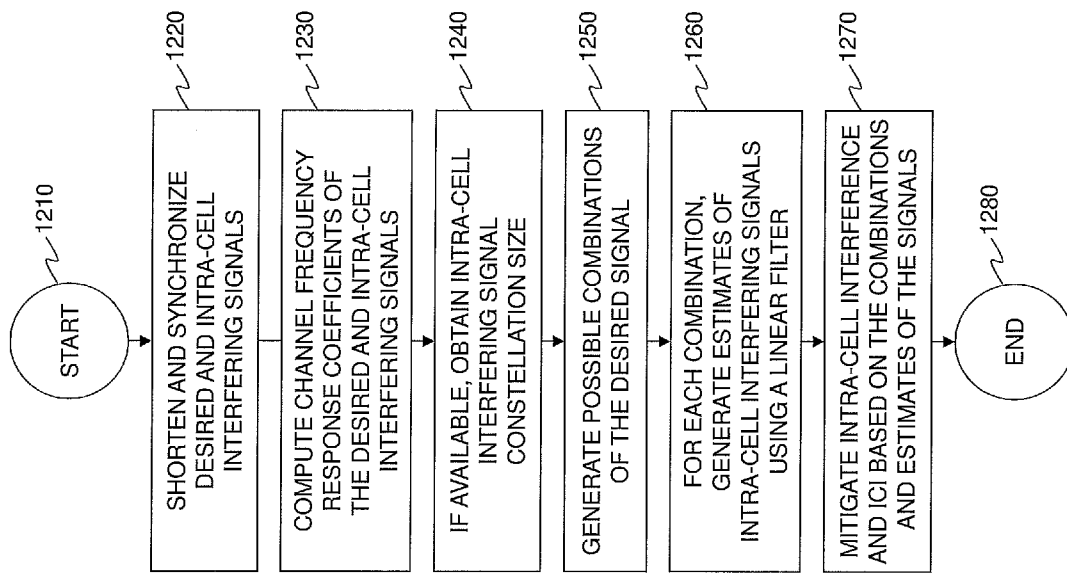 START
1210
SHORTEN AND SYNCHRONIZE
DESIRED AND INTRA-CELL
INTERFERING SIGNALS
1220
COMPUTE CHANNEL FREQUENCY
RESPONSE COEFFICIENTS OF
THE DESIRED AND INTRA-CELL
INTERFERING SIGNALS
1230
IF AVAILABLE, OBTAIN INTRA-CELL
INTERFERING SIGNAL
CONSTELLATION SIZE
1240
GENERATE POSSIBLE COMBINATIONS
OF THE DESIRED SIGNAL
1250
FOR EACH COMBINATION,
GENERATE ESTIMATES OF
INTRA-CELL INTERFERING SIGNALS
USING A LINEAR FILTER
1260
MITIGATE INTRA-CELL INTERFERENCE
AND ICI BASED ON THE COMBINATIONS
AND ESTIMATES OF THE SIGNALS
1270
END
1280